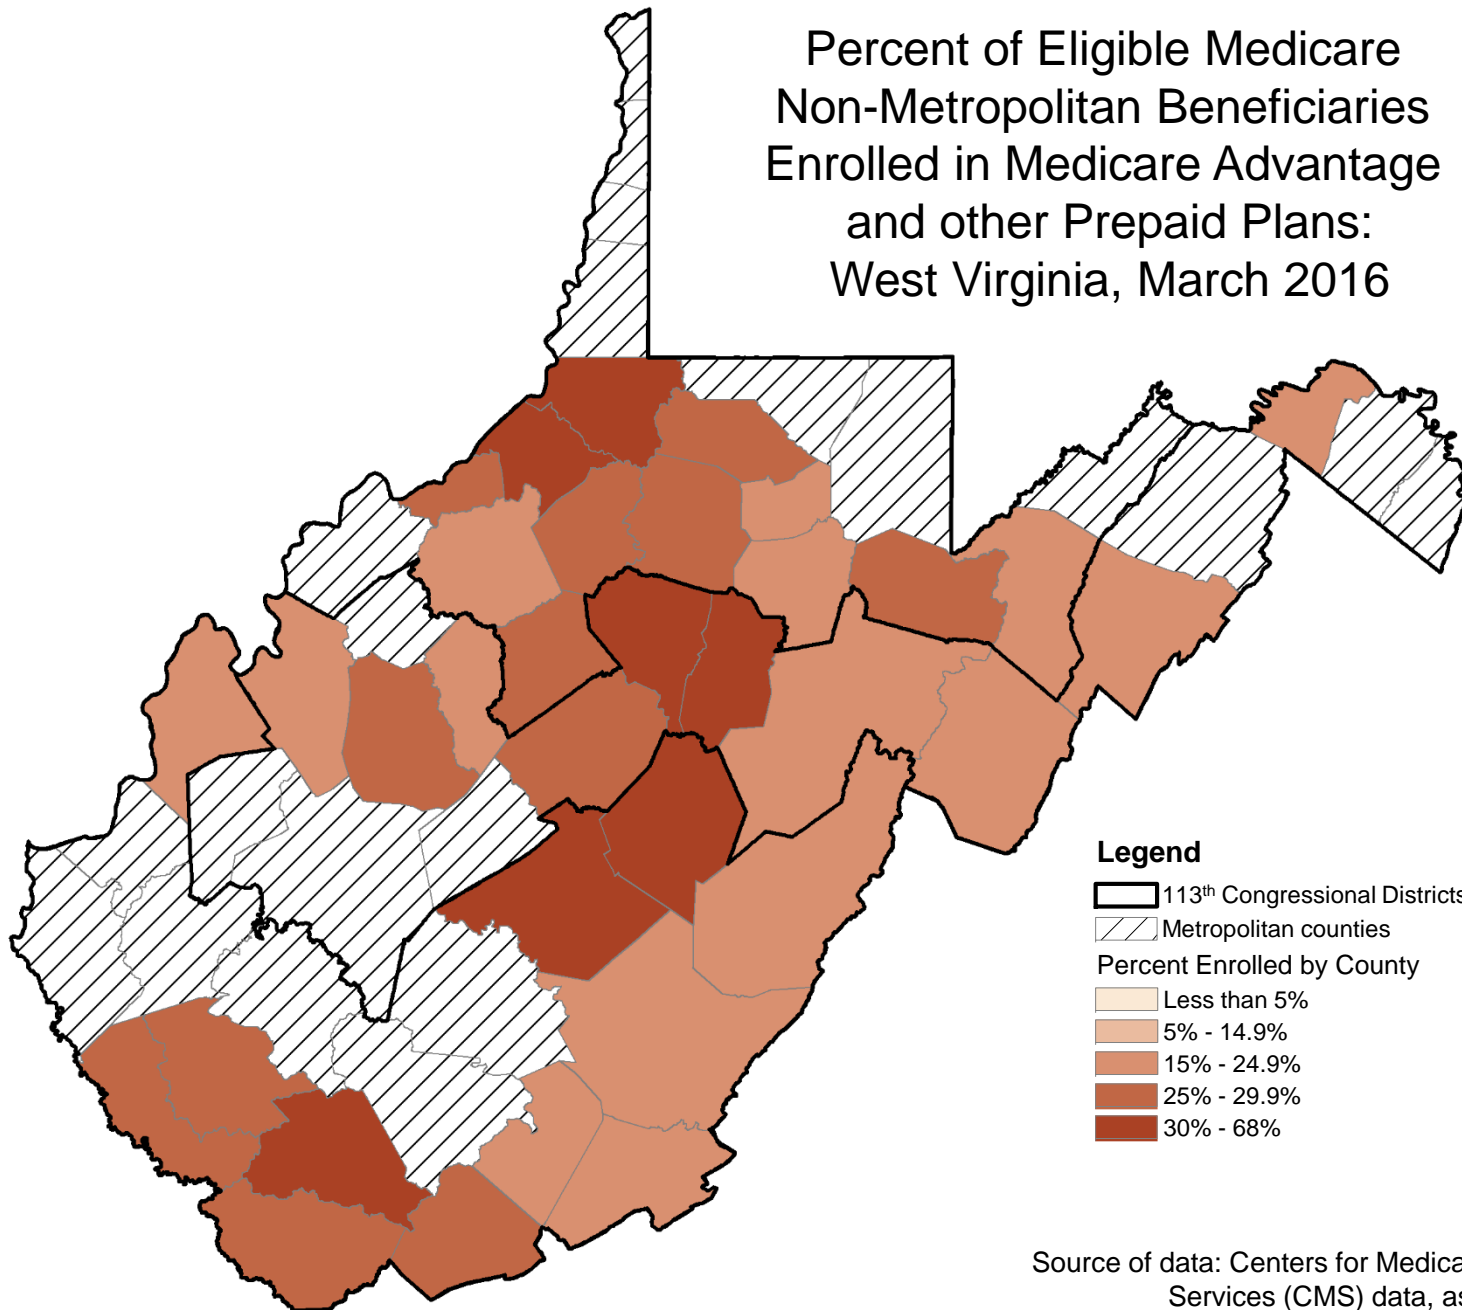 Percent of Eligible Medicare
Non-Metropolitan Beneficiaries
Enrolled in Medicare Advantage
and other Prepaid Plans:
West Virginia, March 2016
Legend
113th Congressional Districts
Metropolitan counties
Percent Enrolled by County
Less than 5%
5% - 14.9%
15% - 24.9%
25% - 29.9%
30% - 68%
Source of data: Centers for Medica
Services (CMS) data, as